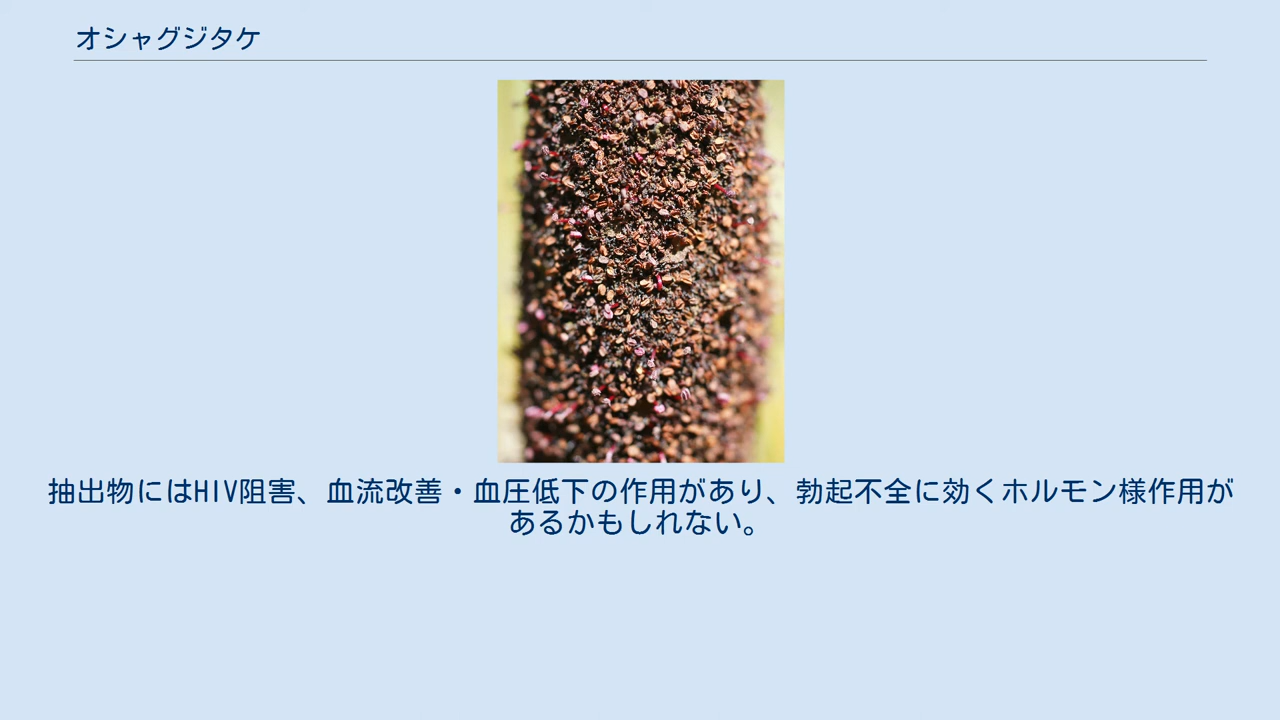 オシャグジタケ
抽出物にはHIV阻害、血流改善・血圧低下の作用があり、勃起不全に効くホルモン様作用が
あるかもしれない。